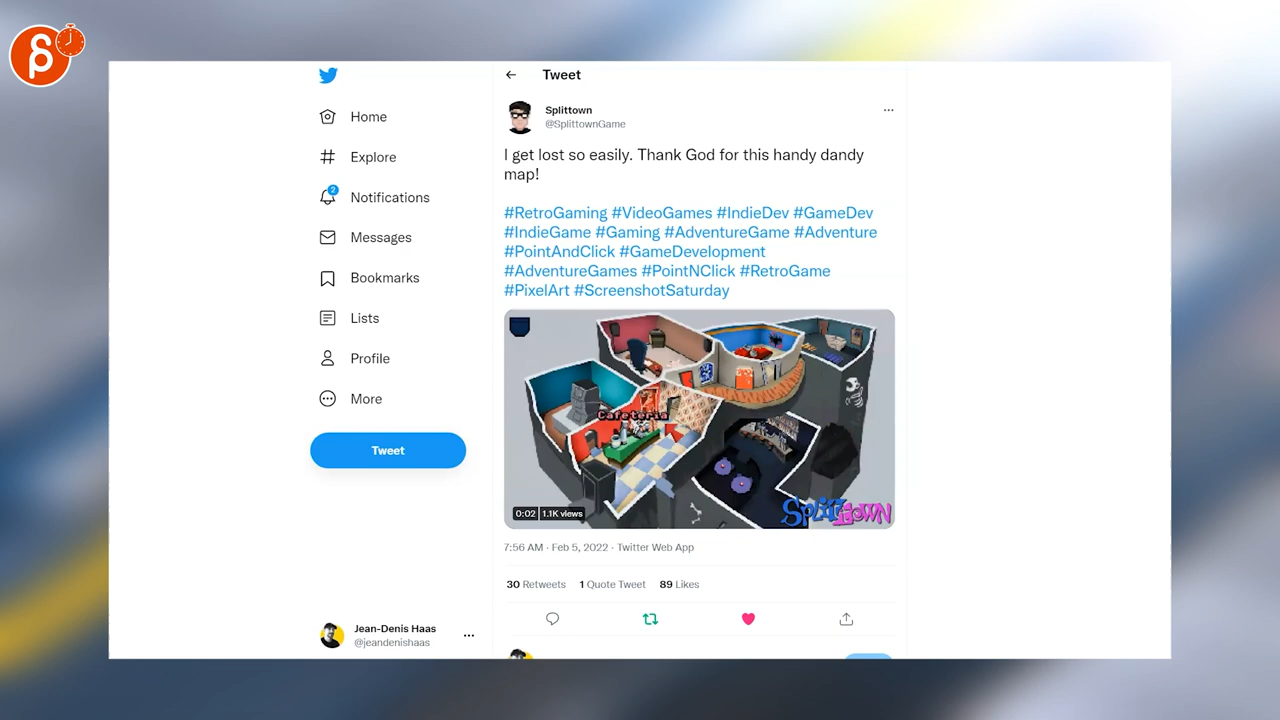 Tweet
Home
Explore
2
Notifications
Messages
Bookmarks
Lists
Profile
More
Tweet
Jean-Denis Haas
@jeandenishaas
Splittown
@SplittownGame
I get lost so easily. Thank God for this handy dandy
map!
#RetroGaming #VideoGames #IndieDev #GameDev
#IndieGame #Gaming #AdventureGame #Adventure
#PointAndClick #GameDevelopment
#AdventureGames #PointNClick #RetroGame
#PixelArt #ScreenshotSaturday
Cafeteria
0:02 1.1K views
Splittown
7:56 AM · Feb 5, 2022 · Twitter Web App
30 Retweets 1 Quote Tweet 89 Likes